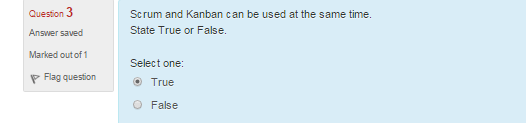 Question 3
Answer saved
Marked out of 1
Flag question
Scrum and Kanban can be used at the same time.
State True or False.
Select one:
True
False